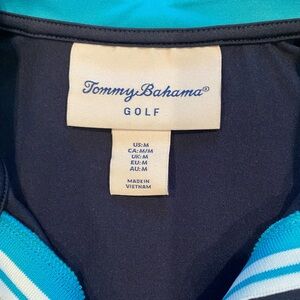 Tommy Bahama®
GOLF
US:M
CA:M/M
UK:M
EU:M
AU:M
MADE IN
VIETNAM